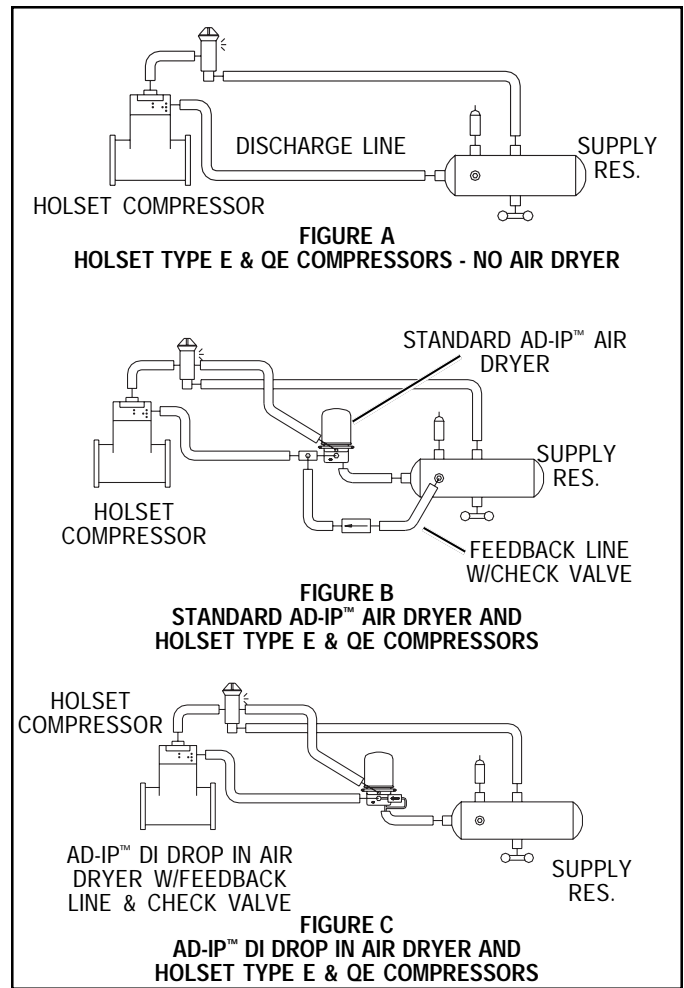 DISCHARGE LINE
SUPPLY
RES.
HOLSET COMPRESSOR
FIGURE A
HOLSET TYPE E & QE COMPRESSORS - NO AIR DRYER
STANDARD AD-IP™ AIR
DRYER
SUPPLY
RES.
HOLSET
COMPRESSOR
FEEDBACK LINE
W/CHECK VALVE
FIGURE B
STANDARD AD-IP™ AIR DRYER AND
HOLSET TYPE E & QE COMPRESSORS
HOLSET
COMPRESSOR
AD-IP™ DI DROP IN AIR
DRYER W/FEEDBACK
LINE & CHECK VALVE
SUPPLY
RES.
FIGURE C
AD-IP™ DI DROP IN AIR DRYER AND
HOLSET TYPE E & QE COMPRESSORS